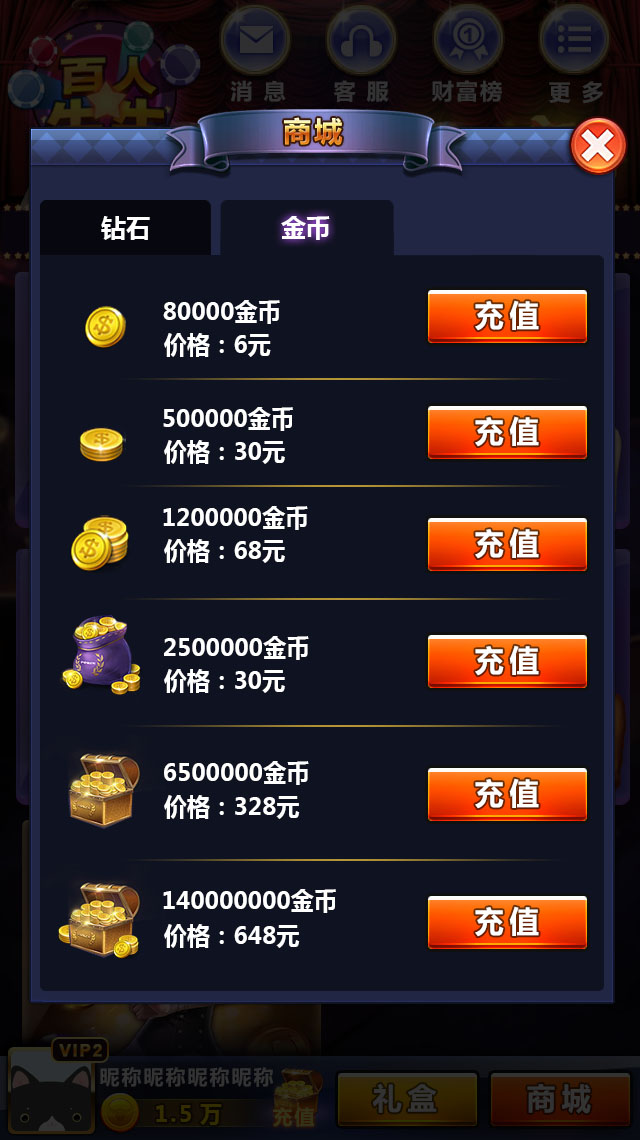 百人
牛牛
消息
客服
财富榜
更多
商城
钻石
金币
80000金币
价格：6元
充值
500000金币
价格：30元
充值
1200000金币
价格：68元
充值
2500000金币
价格：30元
充值
6500000金币
价格：328元
充值
140000000金币
价格：648元
充值
VIP2
昵称昵称昵称昵称
1.5万
充值
礼盒
商城